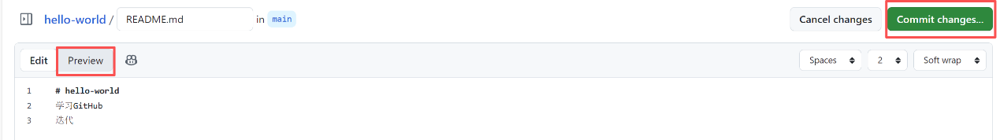 hello-world / README.md in main Cancel changes Commit changes...
Edit Preview Spaces 2 Soft wrap
1 # hello-world
2 学习GitHub
3 迭代